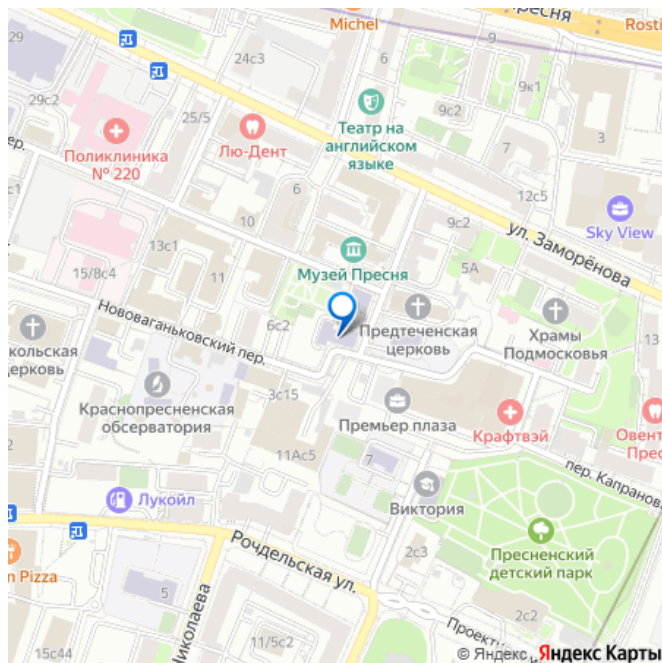 Пресня
Michel
Rosti
29
24с3
6
9
29с2
25/5
9с2
9к1
Театр на
английском
языке
Лю-Дент
Поликлиника
№ 220
7
3
пер.
1с
6
12с5
10
9с2
Sky View
ул. Заморёнова
13с1
Музей Пресня
5А
15/8с4
11
Нововаганьковский пер.
6с2
Предтеченская
церковь
Храмы
Подмосковья
13
кольская
церковь
3с15
Краснопресненская
обсерватория
Премьер плаза
Крафтвэй
Овент
Прес
11Ас5
7
пер. Капранова
Виктория
Лукойл
Рочдельская ул.
2с3
Пресненский
детский парк
n Pizza
5
Николаева
Проектир
2с2
15с44
11/5с2
© Яндекс Яндекс Карты